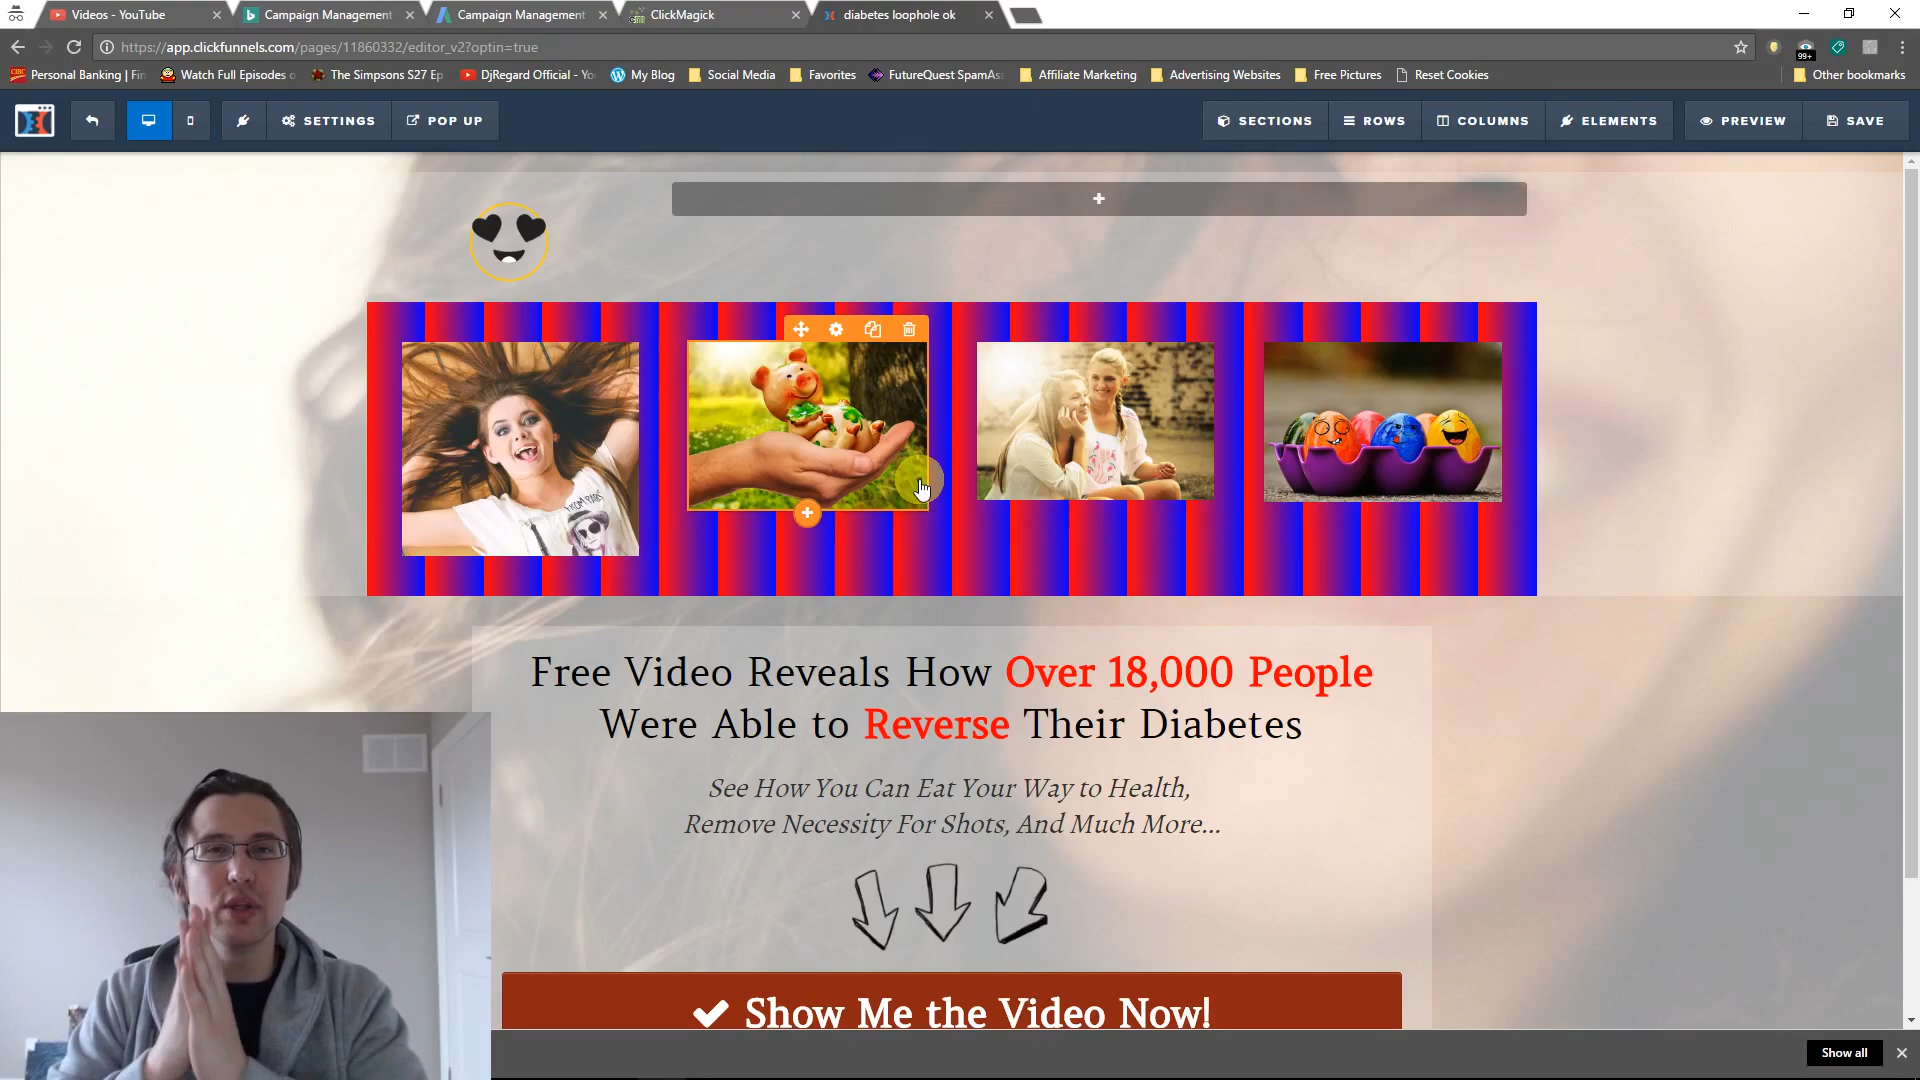 Videos - YouTube
Campaign Management
Campaign Management
ClickMagick
diabetes loophole ok
https://app.clickfunnels.com/pages/11860332/editor_v2?optin=true
99+
CIBC Personal Banking | Fin
Watch Full Episodes o
The Simpsons S27 Ep
DjRegard Official - Yo
My Blog
Social Media
Favorites
FutureQuest SpamAs
Affiliate Marketing
Advertising Websites
Free Pictures
Reset Cookies
Other bookmarks
SETTINGS
POP UP
SECTIONS
ROWS
COLUMNS
ELEMENTS
PREVIEW
SAVE
Free Video Reveals How Over 18,000 People
Were Able to Reverse Their Diabetes
See How You Can Eat Your Way to Health,
Remove Necessity For Shots, And Much More...
Show Me the Video Now!
Show all